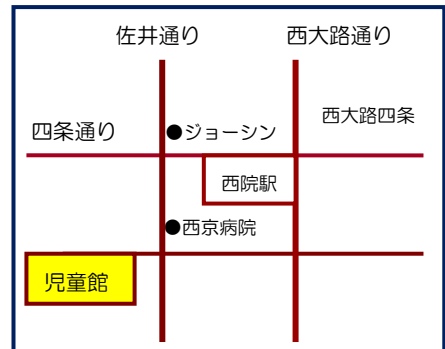 佐井通り
西大路通り
西大路四条
四条通り
●ジョーシン
西院駅
●西京病院
児童館